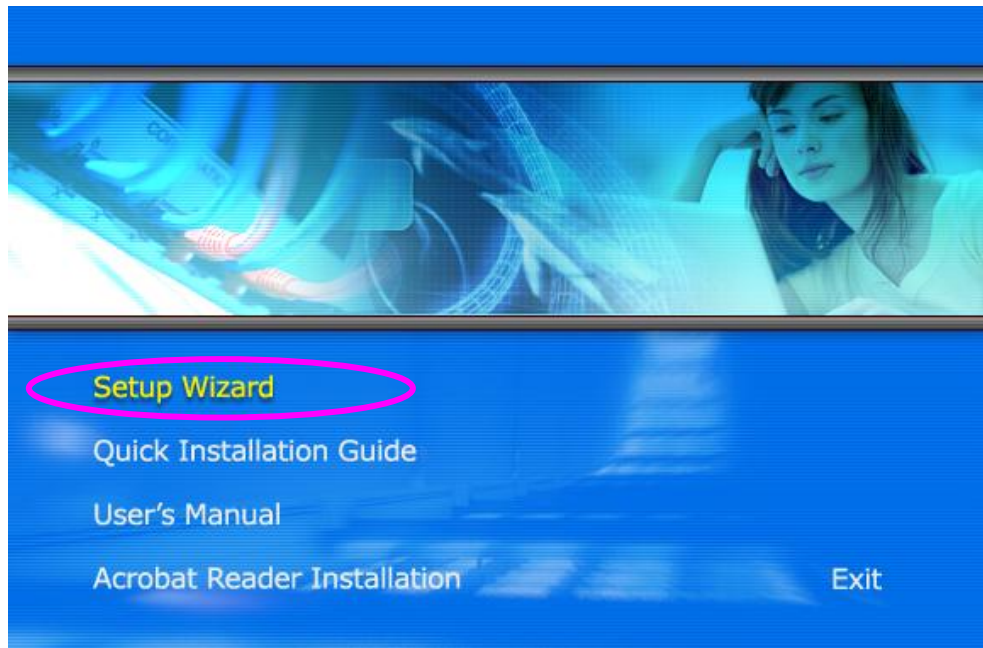 Setup Wizard
Quick Installation Guide
User's Manual
Acrobat Reader Installation
Exit